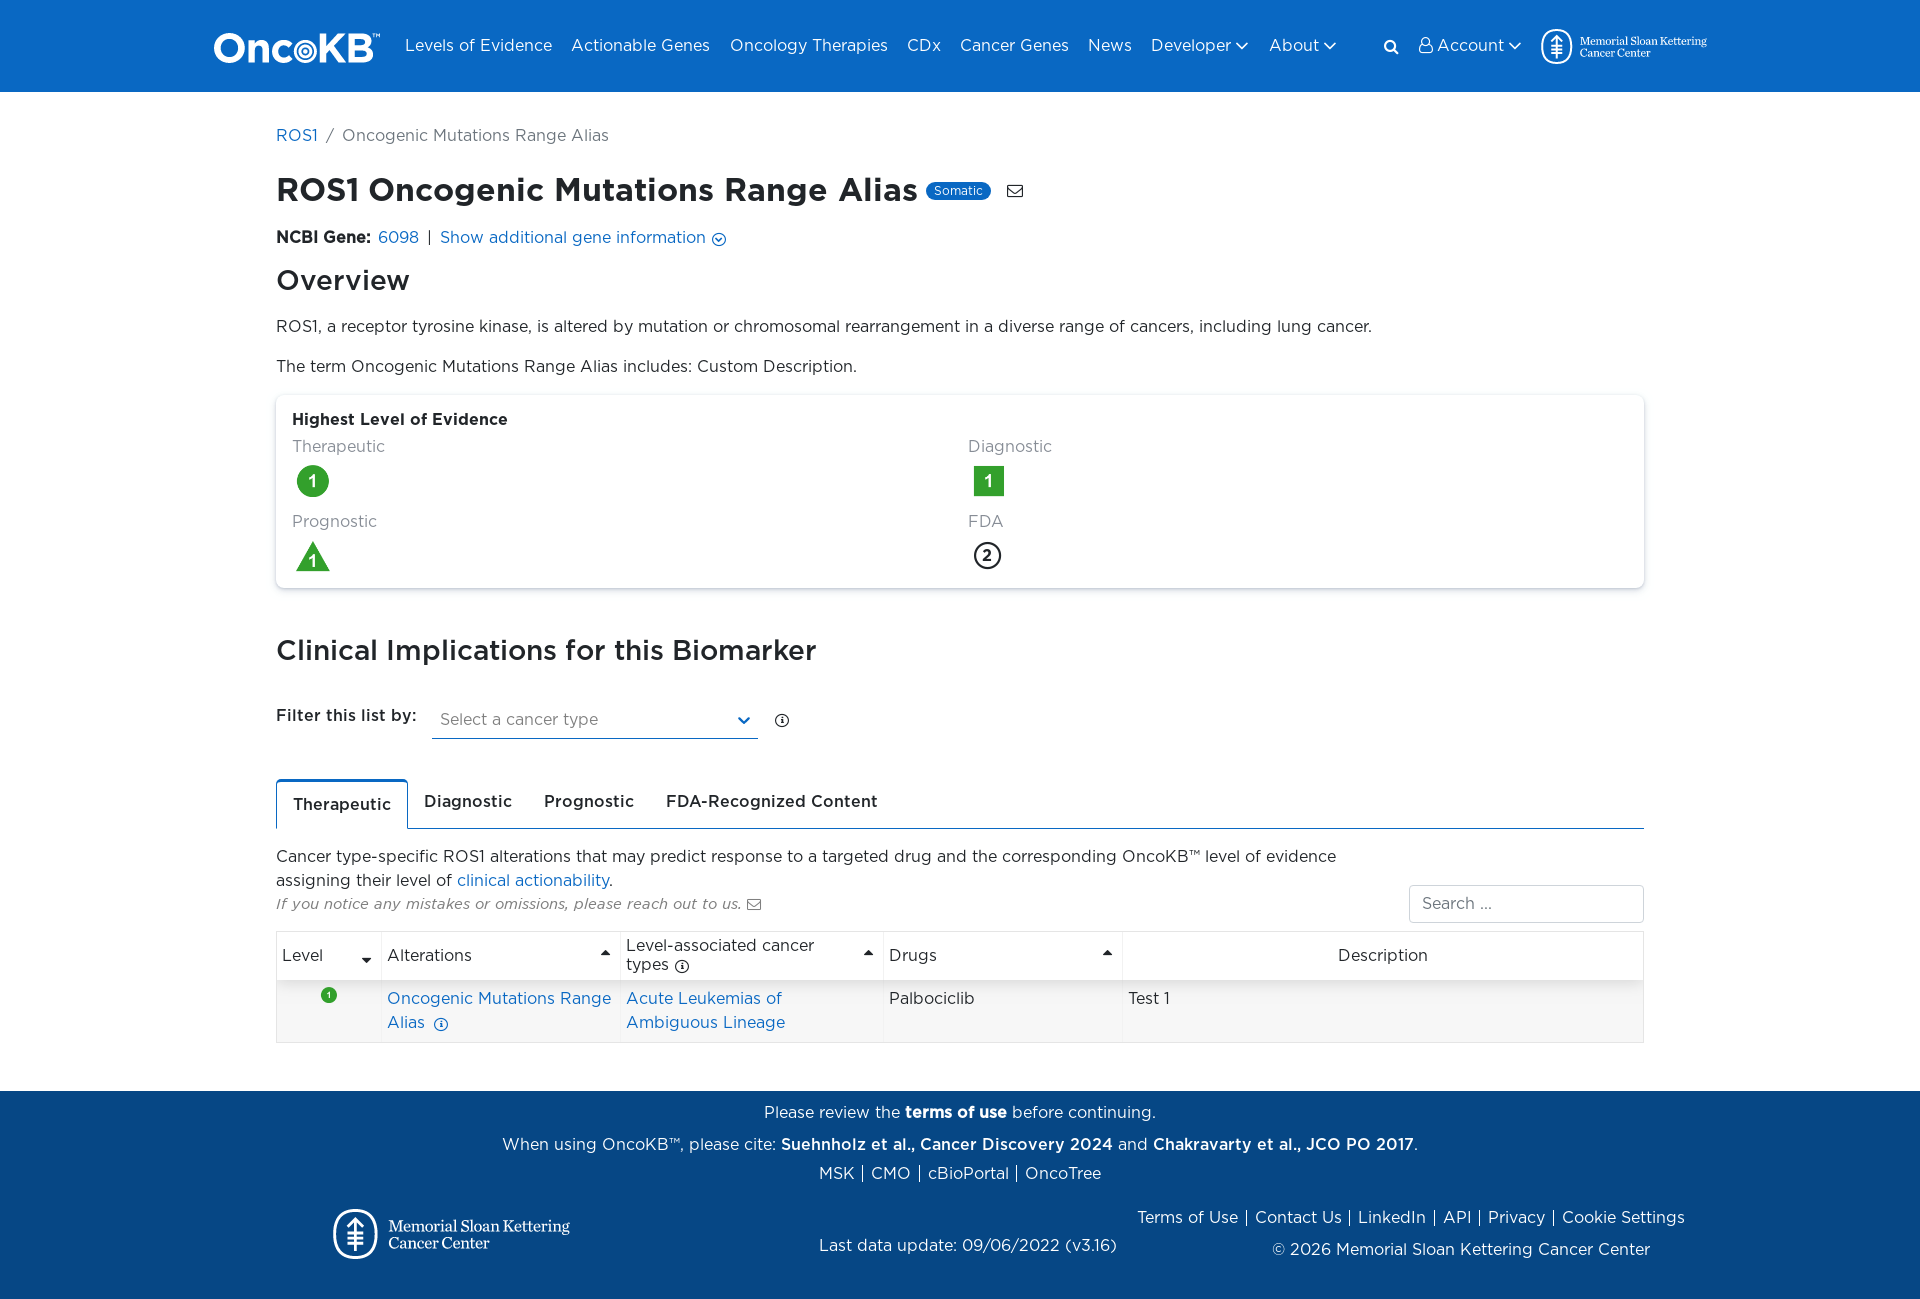 OncoKB™ Levels of Evidence Actionable Genes Oncology Therapies CDx Cancer Genes News Developer About Account Memorial Sloan Kettering
Cancer Center
ROS1 / Oncogenic Mutations Range Alias
ROS1 Oncogenic Mutations Range Alias Somatic
NCBI Gene: 6098 | Show additional gene information
Overview
ROS1, a receptor tyrosine kinase, is altered by mutation or chromosomal rearrangement in a diverse range of cancers, including lung cancer.
The term Oncogenic Mutations Range Alias includes: Custom Description.
Highest Level of Evidence
Therapeutic Diagnostic
1 1
Prognostic FDA
1 2
Clinical Implications for this Biomarker
Filter this list by: Select a cancer type
Therapeutic Diagnostic Prognostic FDA-Recognized Content
Cancer type-specific ROS1 alterations that may predict response to a targeted drug and the corresponding OncoKB™ level of evidence
assigning their level of clinical actionability.
If you notice any mistakes or omissions, please reach out to us.
Search ...
Level Alterations Level-associated cancer types Drugs Description
1 Oncogenic Mutations Range Acute Leukemias of Palbociclib Test 1
Alias Ambiguous Lineage
Please review the terms of use before continuing.
When using OncoKB™, please cite: Suehnholz et al., Cancer Discovery 2024 and Chakravarty et al., JCO PO 2017.
MSK | CMO | cBioPortal | OncoTree
Memorial Sloan Kettering
Cancer Center
Last data update: 09/06/2022 (v3.16)
Terms of Use | Contact Us | LinkedIn | API | Privacy | Cookie Settings
© 2026 Memorial Sloan Kettering Cancer Center